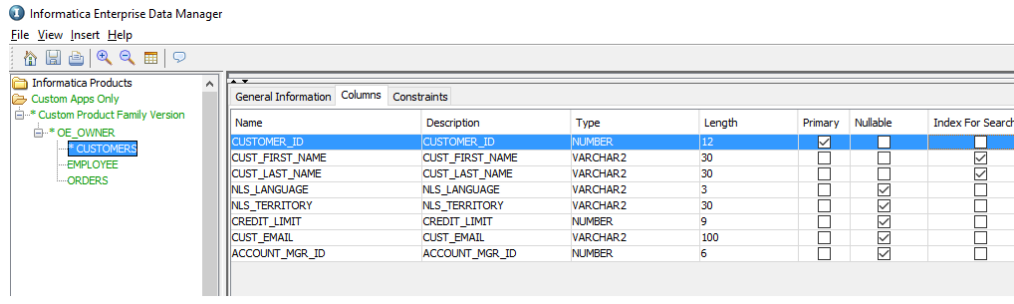 Informatica Enterprise Data Manager
File View Insert Help
Informatica Products
Custom Apps Only
* Custom Product Family Version
* OE_OWNER
* CUSTOMERS
EMPLOYEE
ORDERS
General Information Columns Constraints
Name Description Type Length Primary Nullable Index For Search
CUSTOMER_ID CUSTOMER_ID NUMBER 12
CUST_FIRST_NAME CUST_FIRST_NAME VARCHAR2 30
CUST_LAST_NAME CUST_LAST_NAME VARCHAR2 30
NLS_LANGUAGE NLS_LANGUAGE VARCHAR2 3
NLS_TERRITORY NLS_TERRITORY VARCHAR2 30
CREDIT_LIMIT CREDIT_LIMIT NUMBER 9
CUST_EMAIL CUST_EMAIL VARCHAR2 100
ACCOUNT_MGR_ID ACCOUNT_MGR_ID NUMBER 6